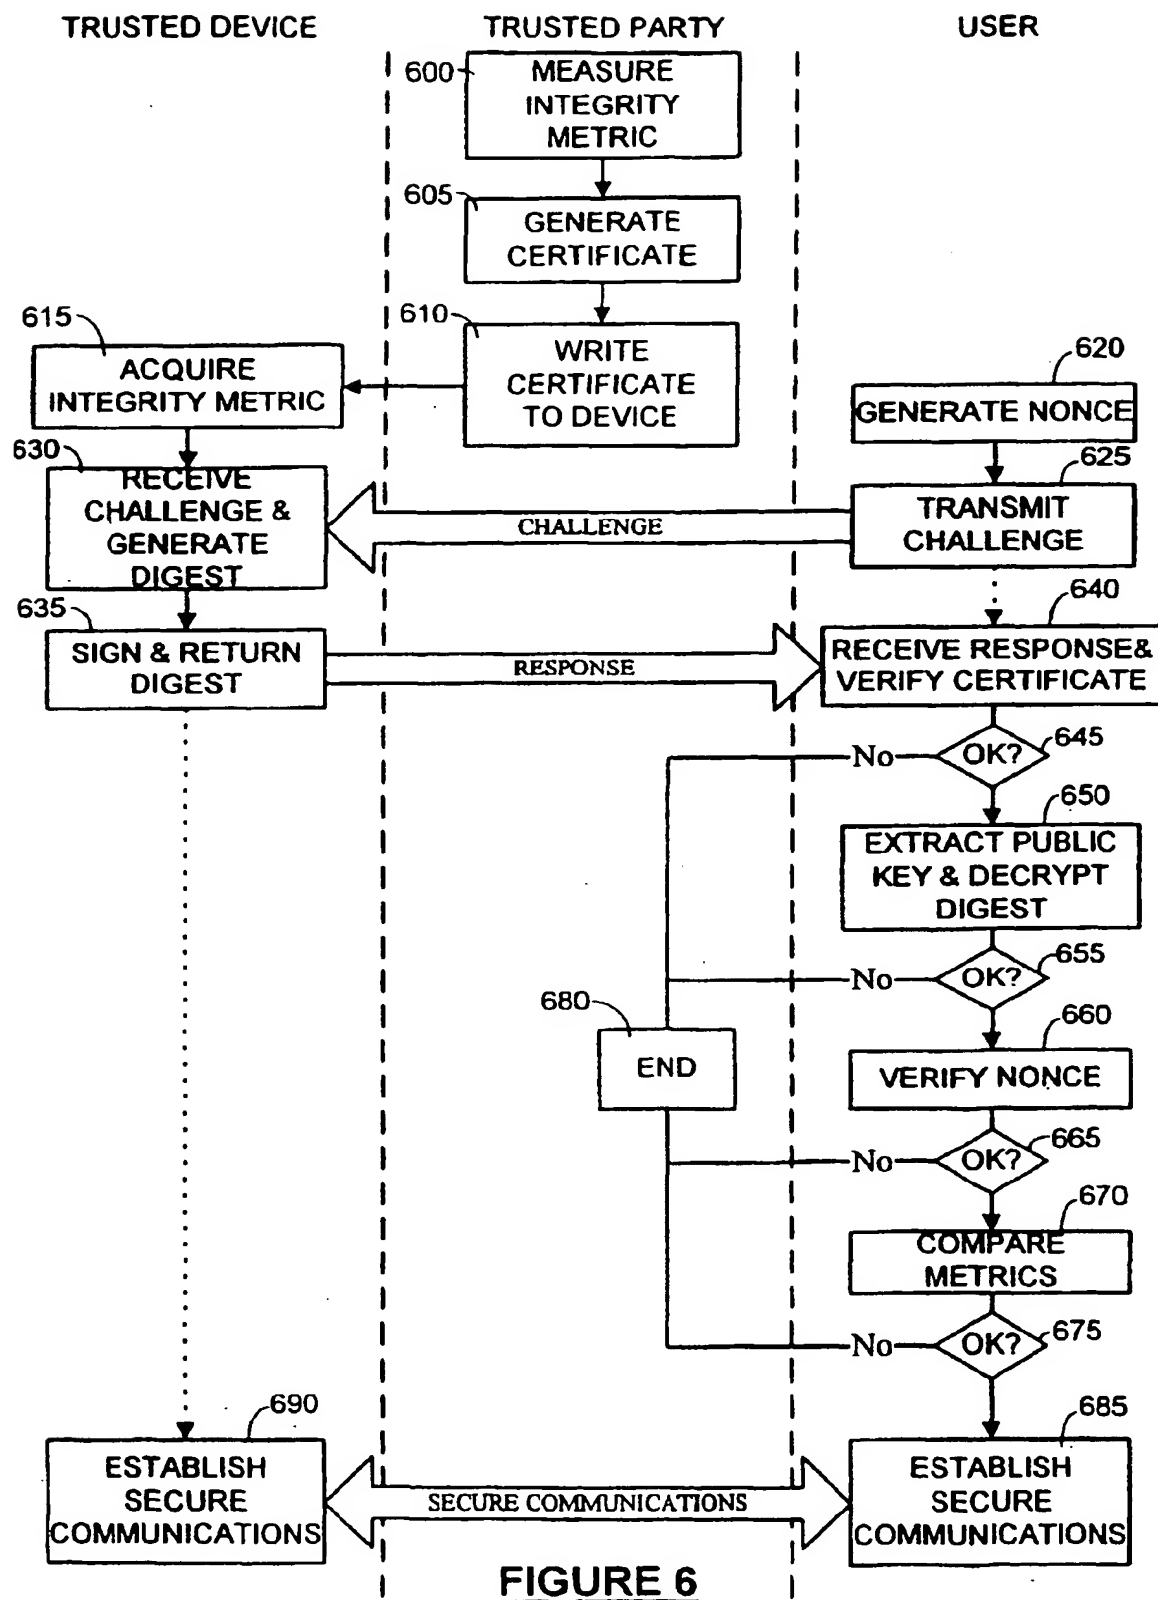 TRUSTED DEVICE
TRUSTED PARTY
USER
600
MEASURE
INTEGRITY
METRIC
605
GENERATE
CERTIFICATE
610
WRITE
CERTIFICATE
TO DEVICE
615
ACQUIRE
INTEGRITY METRIC
620
GENERATE NONCE
625
TRANSMIT
CHALLENGE
CHALLENGE
630
RECEIVE
CHALLENGE &
GENERATE
DIGEST
635
SIGN & RETURN
DIGEST
RESPONSE
640
RECEIVE RESPONSE&
VERIFY CERTIFICATE
No
OK?
645
650
EXTRACT PUBLIC
KEY & DECRYPT
DIGEST
No
OK?
655
680
END
660
VERIFY NONCE
No
OK?
665
670
COMPARE
METRICS
No
OK?
675
690
ESTABLISH
SECURE
COMMUNICATIONS
SECURE COMMUNICATIONS
685
ESTABLISH
SECURE
COMMUNICATIONS
FIGURE 6